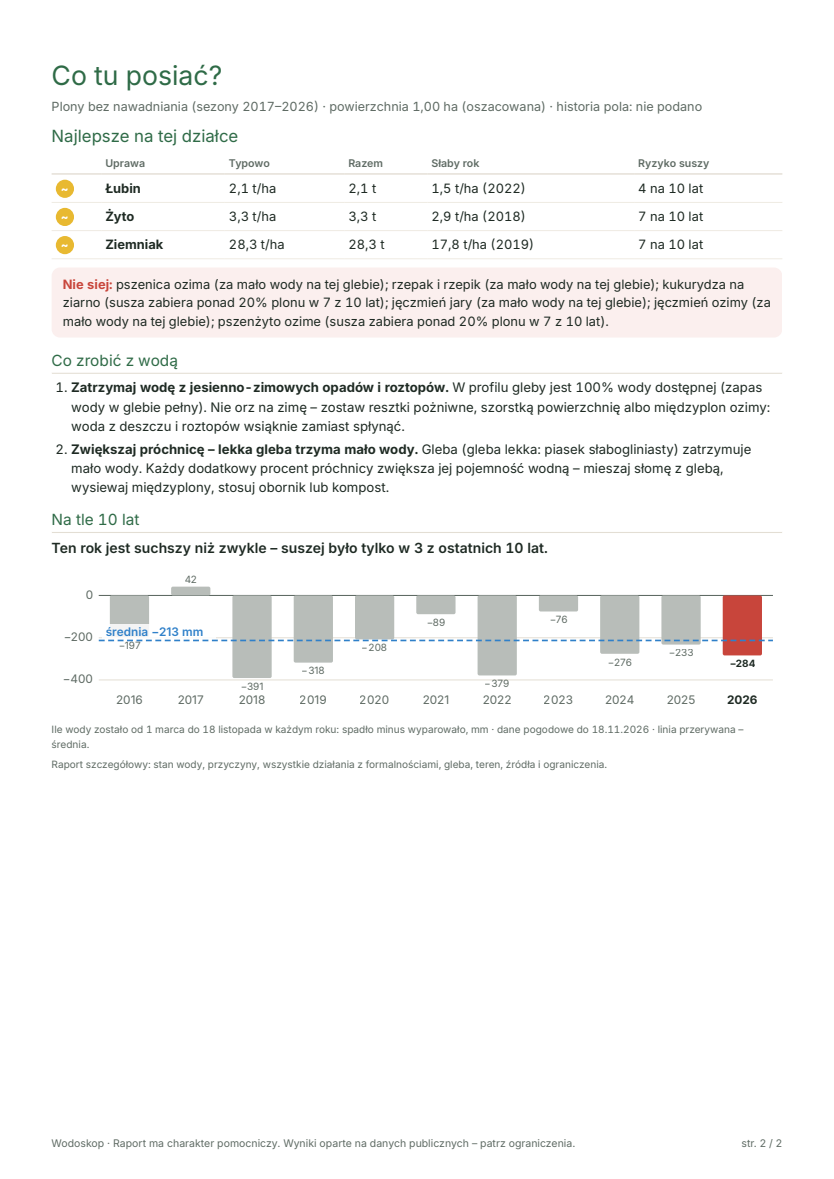 Co tu posiać?
Plony bez nawadniania (sezony 2017–2026) · powierzchnia 1,00 ha (oszacowana) · historia pola: nie podano
Najlepsze na tej działce
Uprawa Typowo Razem Słaby rok Ryzyko suszy
~ Łubin 2,1 t/ha 2,1 t 1,5 t/ha (2022) 4 na 10 lat
~ Żyto 3,3 t/ha 3,3 t 2,9 t/ha (2018) 7 na 10 lat
~ Ziemniak 28,3 t/ha 28,3 t 17,8 t/ha (2019) 7 na 10 lat
Nie siej: pszenica ozima (za mało wody na tej glebie); rzepak i rzepik (za mało wody na tej glebie); kukurydza na
ziarno (susza zabiera ponad 20% plonu w 7 z 10 lat); jęczmień jary (za mało wody na tej glebie); jęczmień ozimy (za
mało wody na tej glebie); pszenżyto ozime (susza zabiera ponad 20% plonu w 7 z 10 lat).
Co zrobić z wodą
1. Zatrzymaj wodę z jesienno-zimowych opadów i roztopów. W profilu gleby jest 100% wody dostępnej (zapas
wody w glebie pełny). Nie orz na zimę – zostaw resztki pożniwne, szorstką powierzchnię albo międzyplon ozimy:
woda z deszczu i roztopów wsiąknie zamiast spłynąć.
2. Zwiększaj próchnicę – lekka gleba trzyma mało wody. Gleba (gleba lekka: piasek słabogliniasty) zatrzymuje
mało wody. Każdy dodatkowy procent próchnicy zwiększa jej pojemność wodną – mieszaj słomę z glebą,
wysiewaj międzyplony, stosuj obornik lub kompost.
Na tle 10 lat
Ten rok jest suchszy niż zwykle – suszej było tylko w 3 z ostatnich 10 lat.
42
0
−89
−76
średnia −213 mm
−200
−197
−208
−233
−318
−276
−284
−400
−391
−379
2016 2017 2018 2019 2020 2021 2022 2023 2024 2025 2026
Ile wody zostało od 1 marca do 18 listopada w każdym roku: spadło minus wyparowało, mm · dane pogodowe do 18.11.2026 · linia przerywana –
średnia.
Raport szczegółowy: stan wody, przyczyny, wszystkie działania z formalnościami, gleba, teren, źródła i ograniczenia.
Wodoskop · Raport ma charakter pomocniczy. Wyniki oparte na danych publicznych – patrz ograniczenia. str. 2 / 2